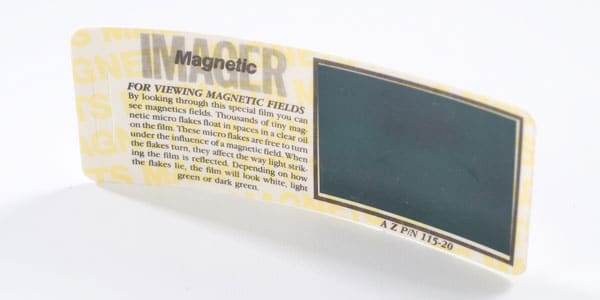 IMAGER
Magnetic
FOR VIEWING MAGNETIC FIELDS
By looking through this special film you can
see magnetics fields. Thousands of tiny mag-
netic micro flakes float in spaces in a clear oil
on the film. These micro flakes are free to turn
under the influence of a magnetic field. When
the flakes turn, they affect the way light strik-
ing the film is reflected. Depending on how
the flakes lie, the film will look white, light
green or dark green.
A Z P/N 115-20